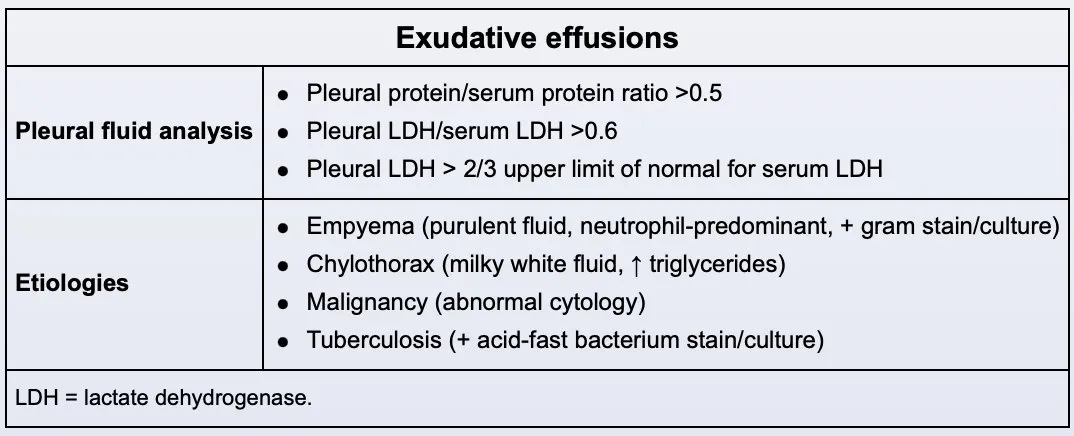 Exudative effusions
Pleural fluid analysis
● Pleural protein/serum protein ratio >0.5
● Pleural LDH/serum LDH >0.6
● Pleural LDH > 2/3 upper limit of normal for serum LDH
Etiologies
● Empyema (purulent fluid, neutrophil-predominant, + gram stain/culture)
● Chylothorax (milky white fluid, ↑ triglycerides)
● Malignancy (abnormal cytology)
● Tuberculosis (+ acid-fast bacterium stain/culture)
LDH = lactate dehydrogenase.